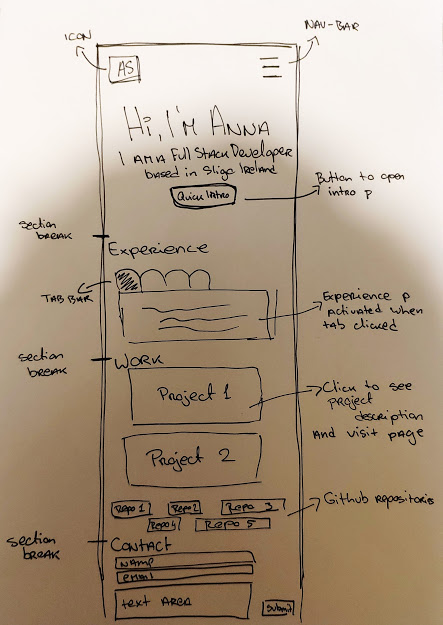 ICON
NAV-BAR
AS
Hi, I'm ANNA
I AM A Full Stack Developer
based in Sligo Ireland
Quick Intro
Button to open
intro p
section
break
Experience
TAB BAR
Experience p
activated when
tab clicked
section
break
WORK
Project 1
Click to see
project
description
and visit page
Project 2
Repo 1
Repo 2
Repo 3
Repo 4
Repo 5
Github repositories
section
break
CONTACT
NAME
EMAIL
text AREA
Submit